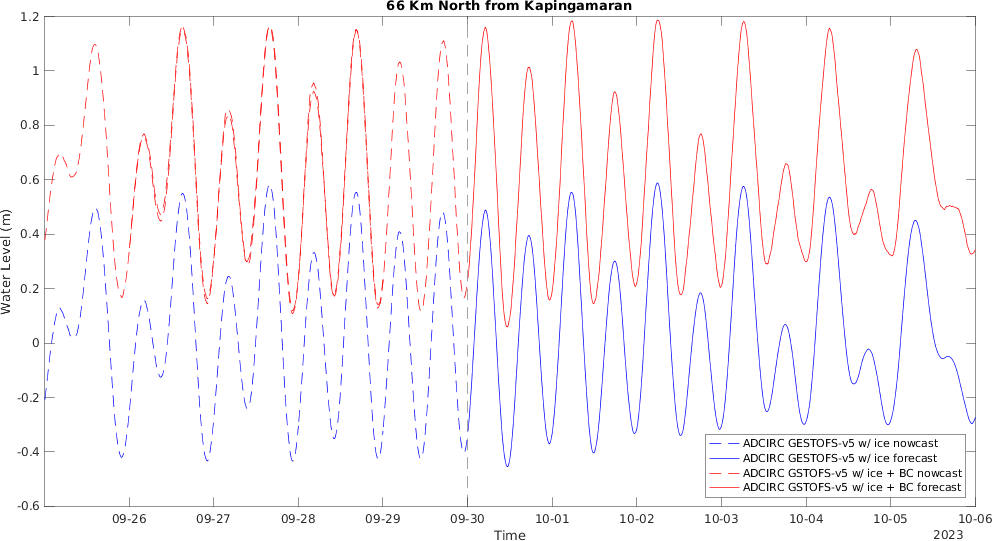 66 Km North from Kapingamaran
1.2
1
0.8
0.6
0.4
0.2
0
-0.2
-0.4
-0.6
Water Level (m)
ADCIRC GESTOFS-v5 w/ ice nowcast
ADCIRC GESTOFS-v5 w/ ice forecast
ADCIRC GSTOFS-v5 w/ ice + BC nowcast
ADCIRC GSTOFS-v5 w/ ice + BC forecast
09-26 09-27 09-28 09-29 09-30 10-01 10-02 10-03 10-04 10-05 10-06
Time
2023